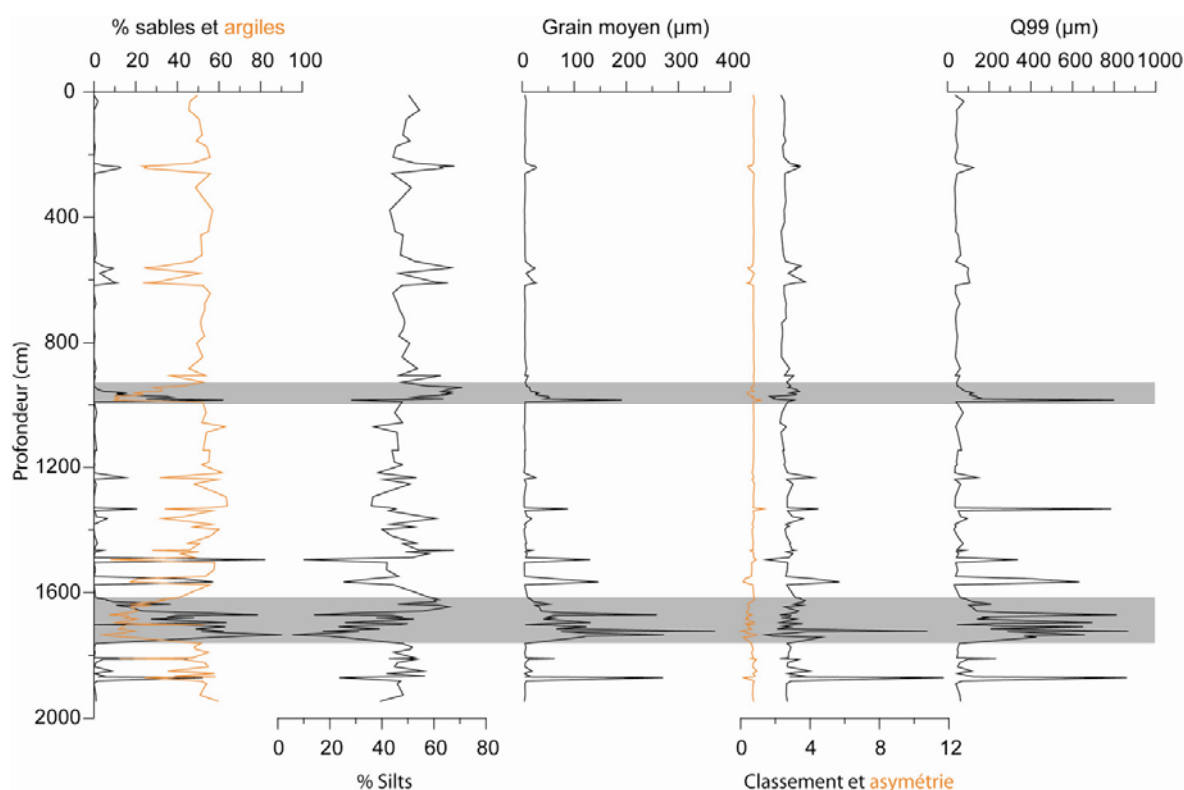 % sables et argiles
Grain moyen (µm)
Q99 (µm)
0 20 40 60 80 100
0 100 200 300 400
0 200 400 600 800 1000
0
400
800
1200
1600
2000
Profondeur (cm)
0 20 40 60 80
% Silts
0 4 8 12
Classement et asymétrie